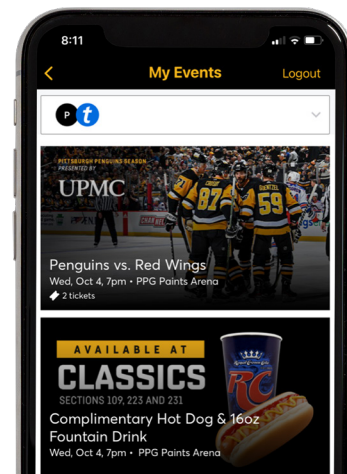 8:11
My Events
Logout
P
t
PITTSBURGH PENGUINS SEASON
PRESENTED BY
UPMC
CROSBY
87
GUENTZEL
59
Penguins vs. Red Wings
Wed, Oct 4, 7pm • PPG Paints Arena
2 tickets
AVAILABLE AT
CLASSICS
SECTIONS 109, 223 AND 231
RC
Complimentary Hot Dog & 16oz
Fountain Drink
Wed, Oct 4, 7pm • PPG Paints Arena